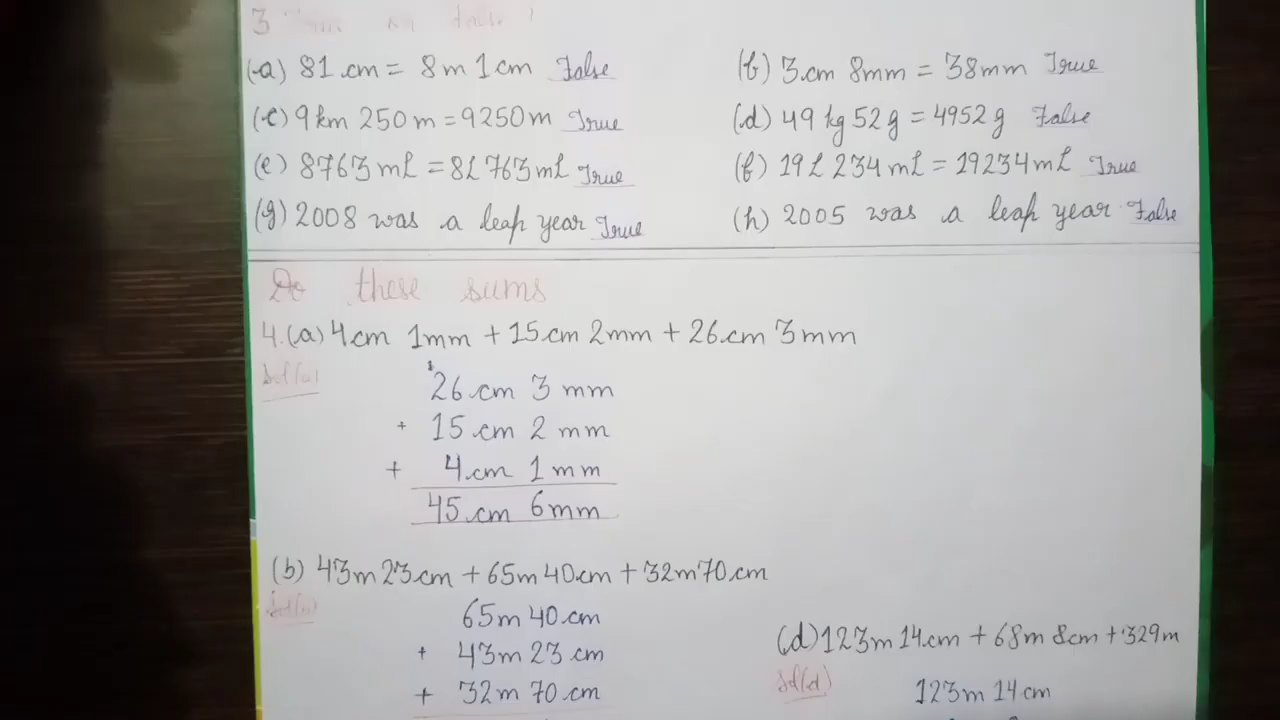 3
(a) 81 cm = 8 m 1 cm False
(b) 3 cm 8 mm = 38 mm True
(c) 9 km 250 m = 9250 m True
(d) 49 kg 52 g = 4952 g False
(e) 8763 mL = 8L 763 mL True
(f) 19 L 234 mL = 19234 mL True
(g) 2008 was a leap year True
(h) 2005 was a leap year False
Do these sums
4. (a) 4 cm 1 mm + 15 cm 2 mm + 26 cm 3 mm
Sol(a)
26 cm 3 mm
+ 15 cm 2 mm
+ 4 cm 1 mm
45 cm 6 mm
(b) 43 m 23 cm + 65 m 40 cm + 32 m 70 cm
65 m 40 cm
+ 43 m 23 cm
+ 32 m 70 cm
(d) 123 m 14 cm + 68 m 8 cm + 329 m
Sol(d)
123 m 14 cm